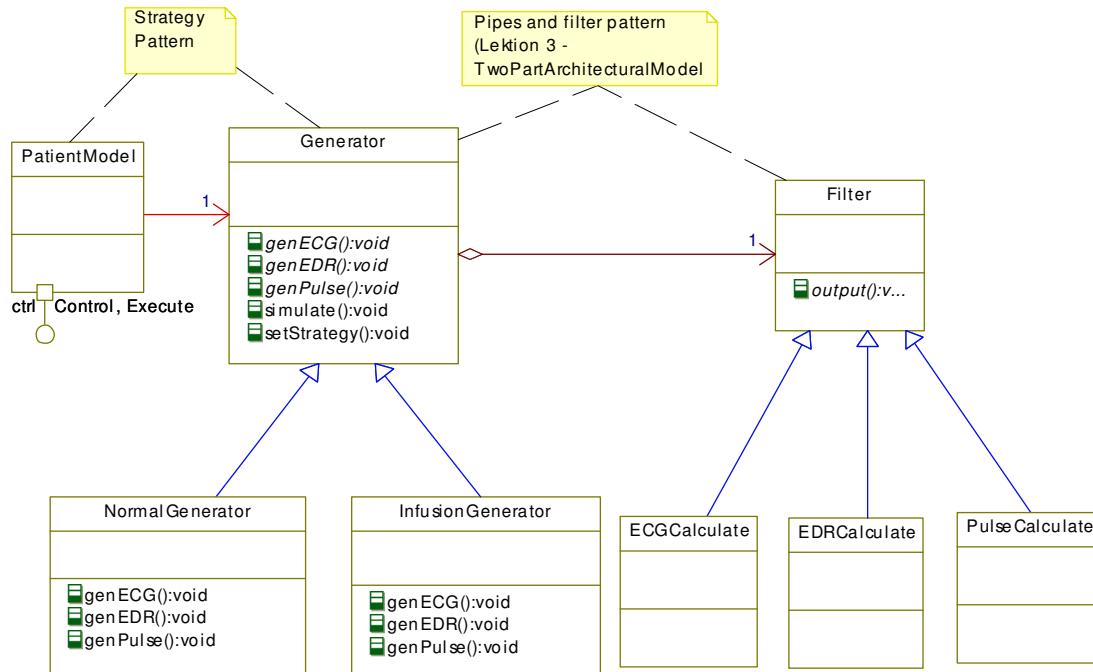 Strategy
Pattern
Pipes and filter pattern
(Lektion 3 -
TwoPartArchitecturalModel
PatientModel
ctrl
Control, Execute
1
Generator
genECG():void
genEDR():void
genPulse():void
simulate():void
setStrategy():void
1
Filter
output():v...
NormalGenerator
genECG():void
genEDR():void
genPulse():void
InfusionGenerator
genECG():void
genEDR():void
genPulse():void
ECGCalculate
EDRCalculate
PulseCalculate